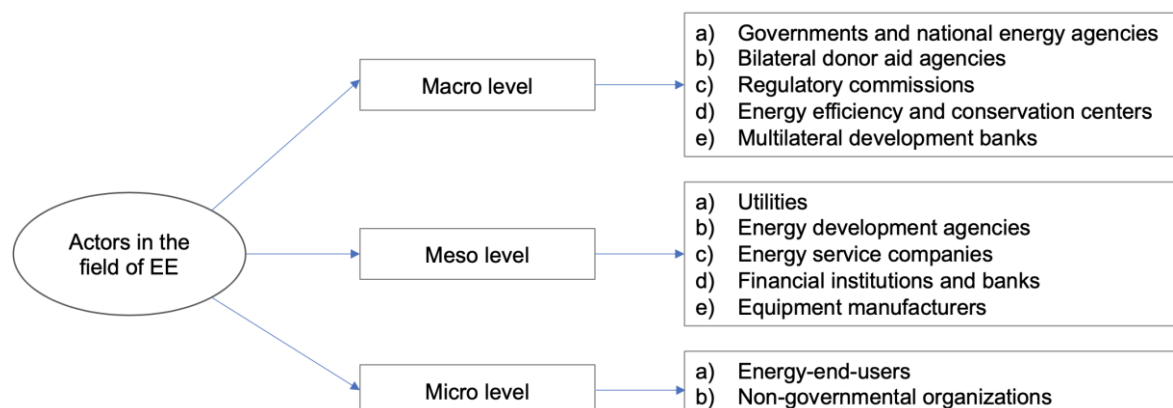 Actors in the
field of EE
Macro level
a) Governments and national energy agencies
b) Bilateral donor aid agencies
c) Regulatory commissions
d) Energy efficiency and conservation centers
e) Multilateral development banks
Meso level
a) Utilities
b) Energy development agencies
c) Energy service companies
d) Financial institutions and banks
e) Equipment manufacturers
Micro level
a) Energy-end-users
b) Non-governmental organizations